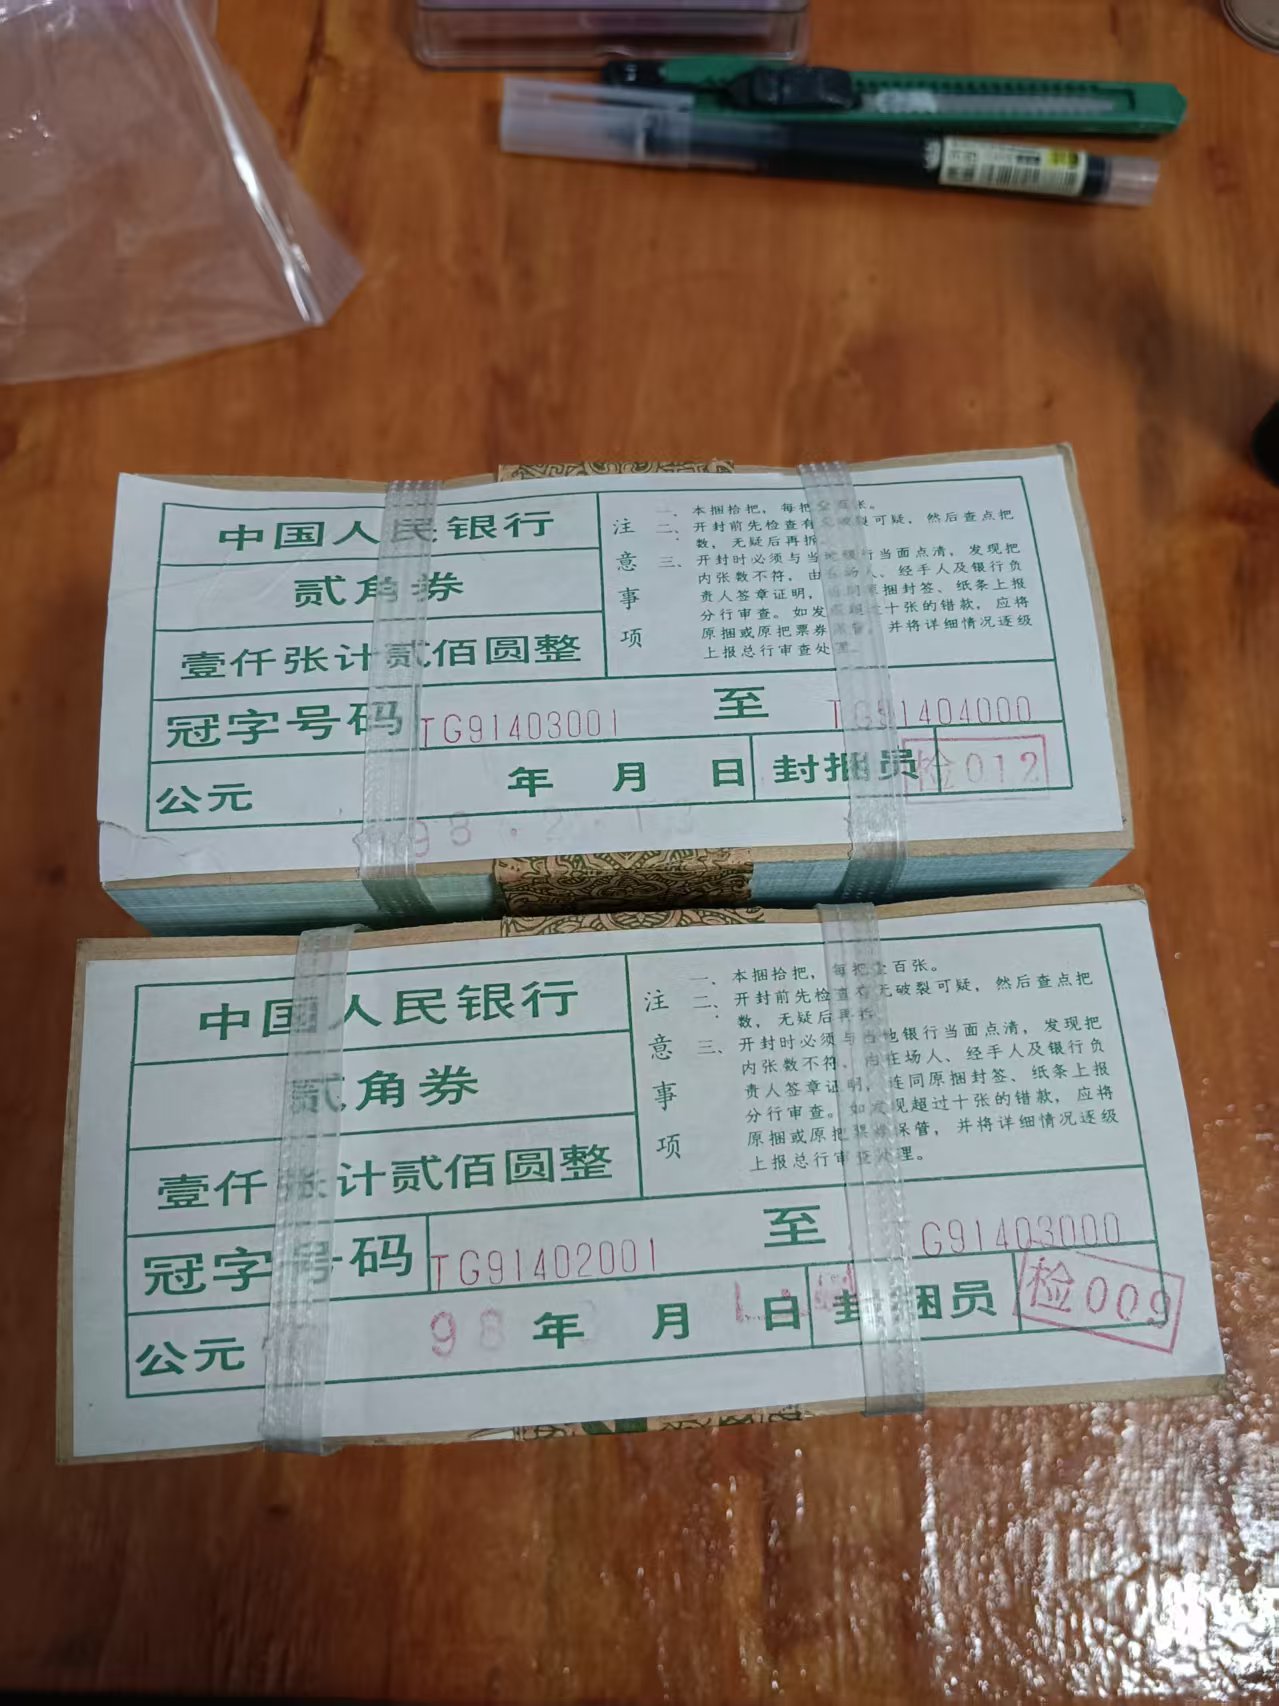 中国人民银行
贰角券
壹仟张计贰佰圆整
冠字号码 TG91403001 至 TG91404000
公元 年 月 日 封捆员 检012
98.2.13
注意事项
一、本捆拾把，每把全百张。
二、开封前先检查有无破裂可疑，然后查点把
数，无疑后再拆。
三、开封时必须与当地银行当面点清，发现把
内张数不符，由在场人、经手人及银行负
责人签章证明，连同原捆封签、纸条上报
分行审查。如发现超过十张的错款，应将
原捆或原把票券保管，并将详细情况逐级
上报总行审查处理。
中国人民银行
贰角券
壹仟张计贰佰圆整
冠字号码 TG91402001 至 G91403000
公元 98 年 月 日 封捆员 检009
注意事项
一、本捆拾把，每把全百张。
二、开封前先检查有无破裂可疑，然后查点把
数，无疑后再拆。
三、开封时必须与当地银行当面点清，发现把
内张数不符，由在场人、经手人及银行负
责人签章证明，连同原捆封签、纸条上报
分行审查。如发现超过十张的错款，应将
原捆或原把票券保管，并将详细情况逐级
上报总行审查处理。